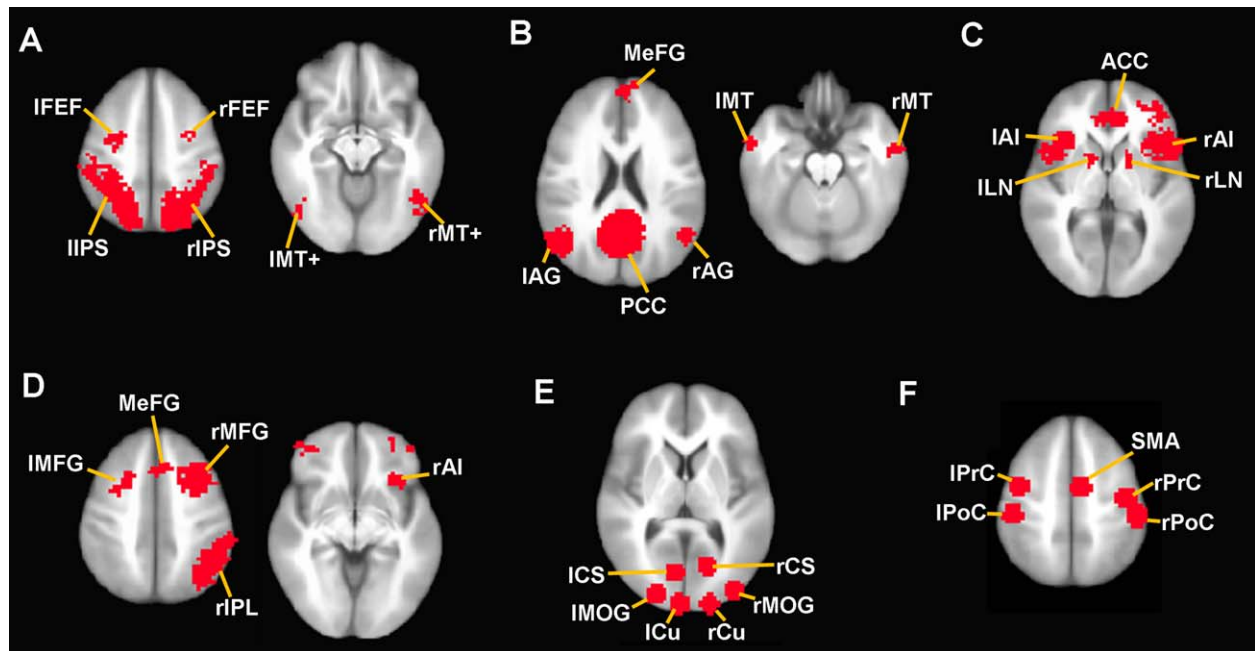 A
lFEF
rFEF
lIPS
rIPS
lMT+
rMT+
B
MeFG
lMT
rMT
lAG
rAG
PCC
C
ACC
lAI
rAI
lLN
rLN
D
MeFG
rMFG
lMFG
rAI
rIPL
E
lCS
rCS
lMOG
rMOG
lCu
rCu
F
SMA
lPrC
rPrC
lPoC
rPoC